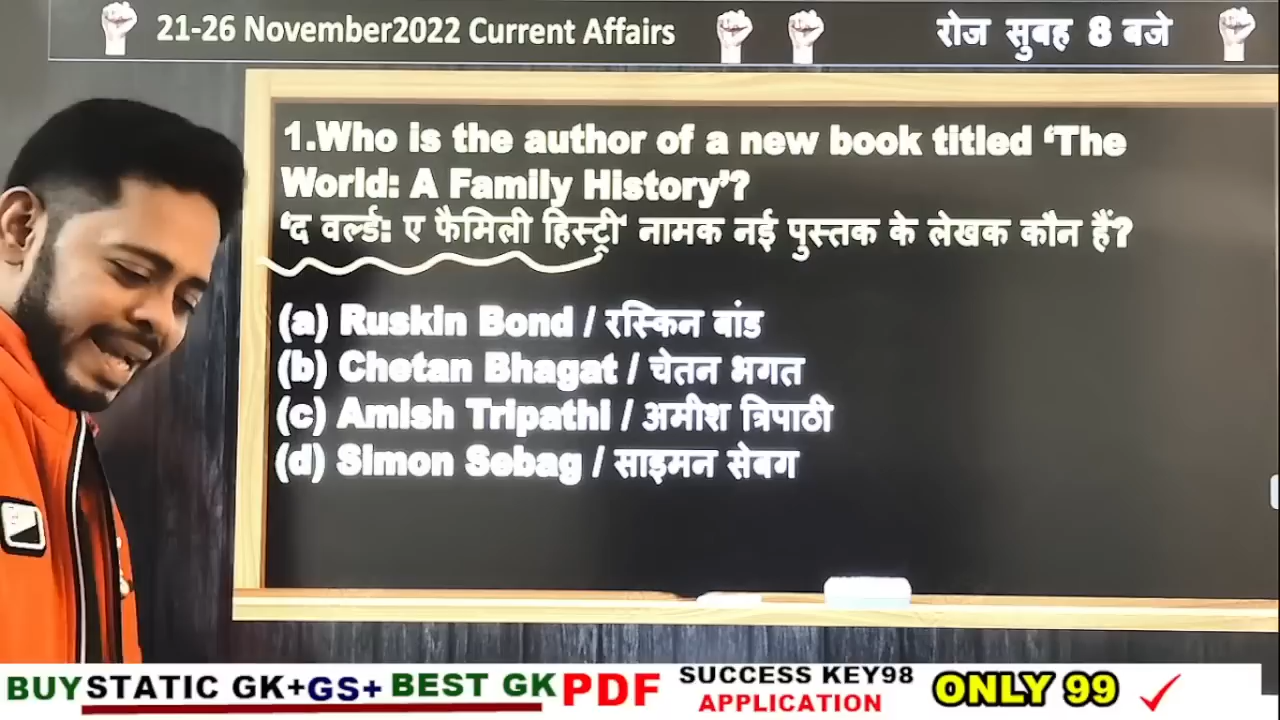 21-26 November2022 Current Affairs
रोज सुबह 8 बजे
1.Who is the author of a new book titled ‘The
World: A Family History’?
‘द वर्ल्ड: ए फैमिली हिस्ट्री' नामक नई पुस्तक के लेखक कौन हैं?
(a) Ruskin Bond / रस्किन बांड
(b) Chetan Bhagat / चेतन भगत
(c) Amish Tripathi / अमीश त्रिपाठी
(d) Simon Sebag / साइमन सेबग
BUY STATIC GK+GS+ BEST GK PDF
SUCCESS KEY98
APPLICATION
ONLY 99